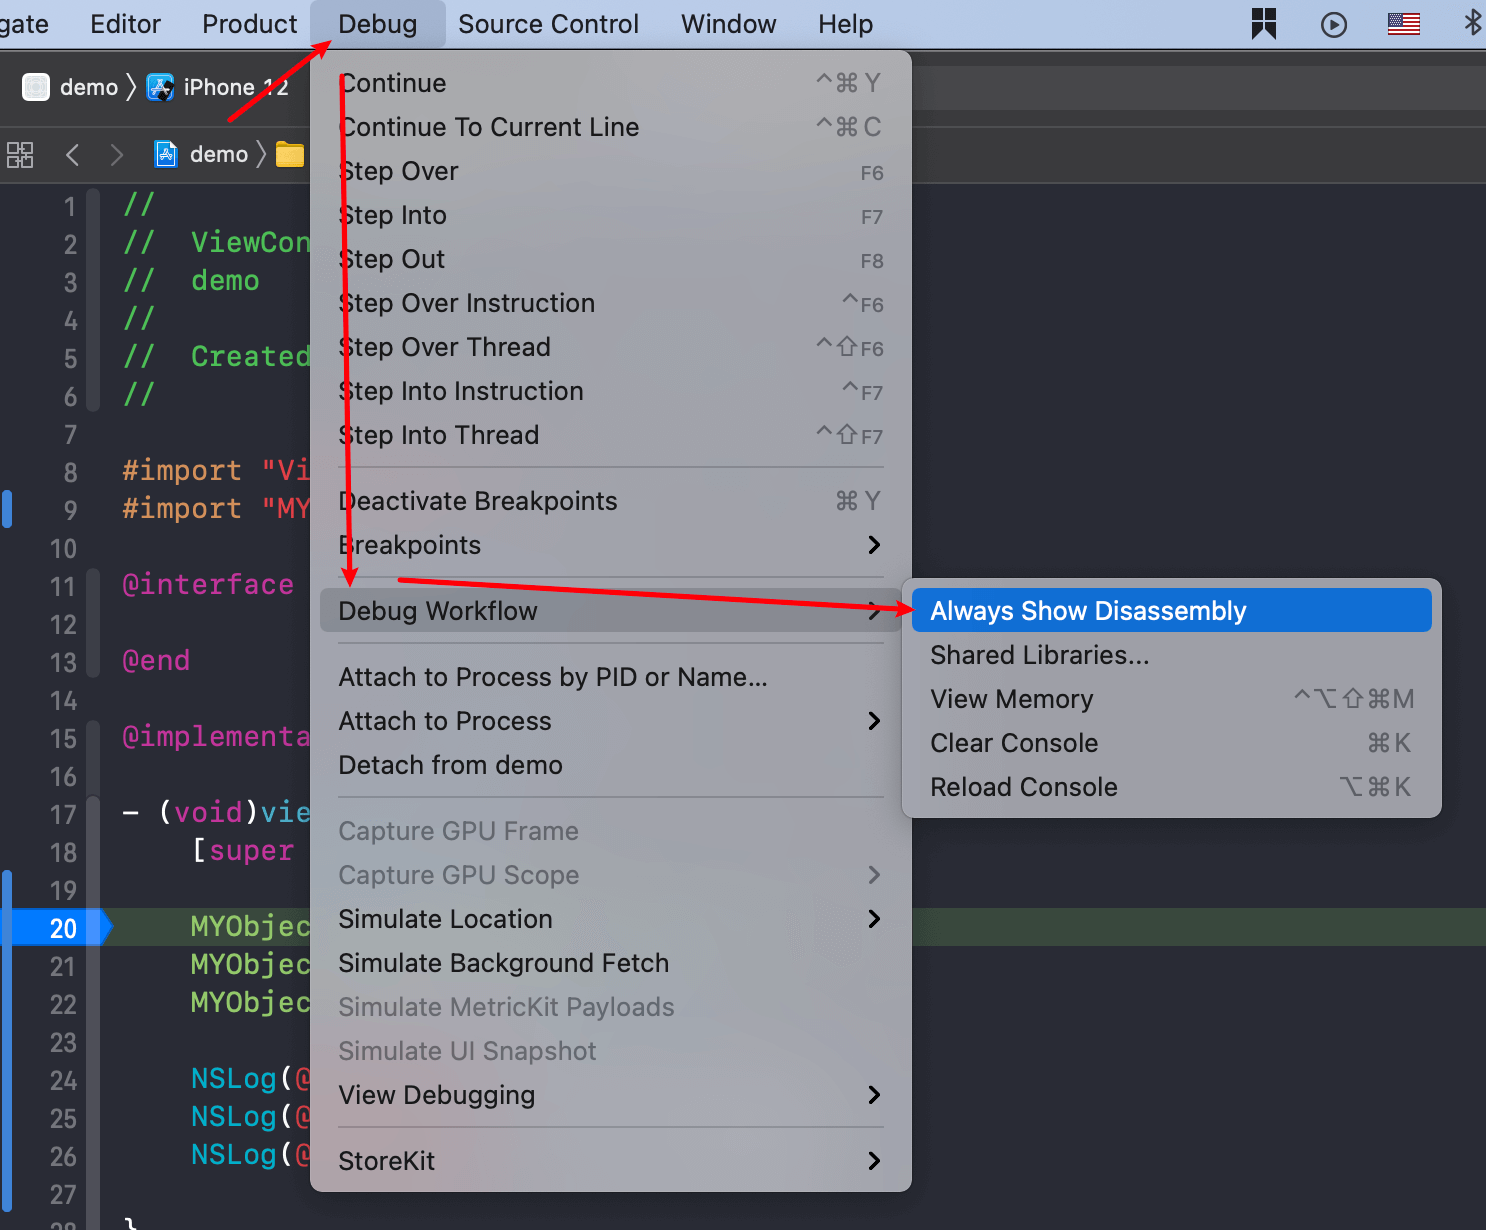 gate Editor Product Debug Source Control Window Help
demo 〉 iPhone 12
demo 〉
Continue ^⌘Y
Continue To Current Line ^⌘C
Step Over F6
Step Into F7
Step Out F8
Step Over Instruction ^F6
Step Over Thread ^⇧F6
Step Into Instruction ^F7
Step Into Thread ^⇧F7
Deactivate Breakpoints ⌘Y
Breakpoints
Debug Workflow
Attach to Process by PID or Name...
Attach to Process
Detach from demo
Capture GPU Frame
Capture GPU Scope
Simulate Location
Simulate Background Fetch
Simulate MetricKit Payloads
Simulate UI Snapshot
View Debugging
StoreKit
Always Show Disassembly
Shared Libraries...
View Memory ^⌥⇧⌘M
Clear Console ⌘K
Reload Console ⌥⌘K
1 //
2 // ViewCon
3 // demo
4 //
5 // Created
6 //
7
8 #import "Vi
9 #import "MY
10
11 @interface
12
13 @end
14
15 @implementa
16
17 - (void)vie
18 [super
19
20 MYObjec
21 MYObjec
22 MYObjec
23
24 NSLog(@
25 NSLog(@
26 NSLog(@
27
28 }